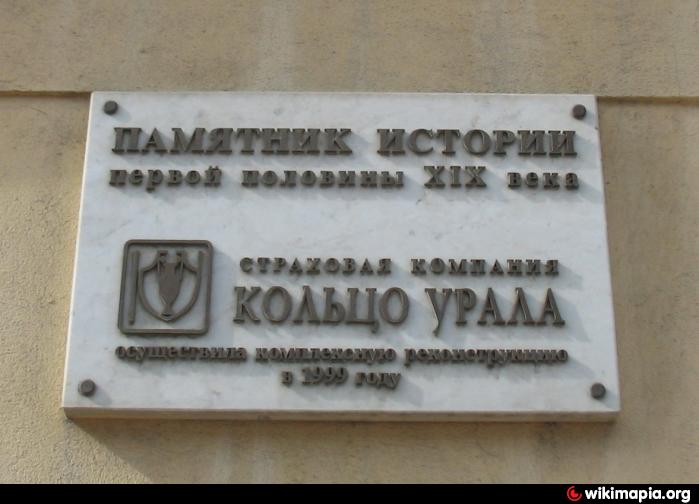 ПАМЯТНИК ИСТОРИИ
первой половины XIX века
СТРАХОВАЯ КОМПАНИЯ
КОЛЬЦО УРАЛА
осуществила комплексную реконструкцию
в 1999 году
wikimapia.org